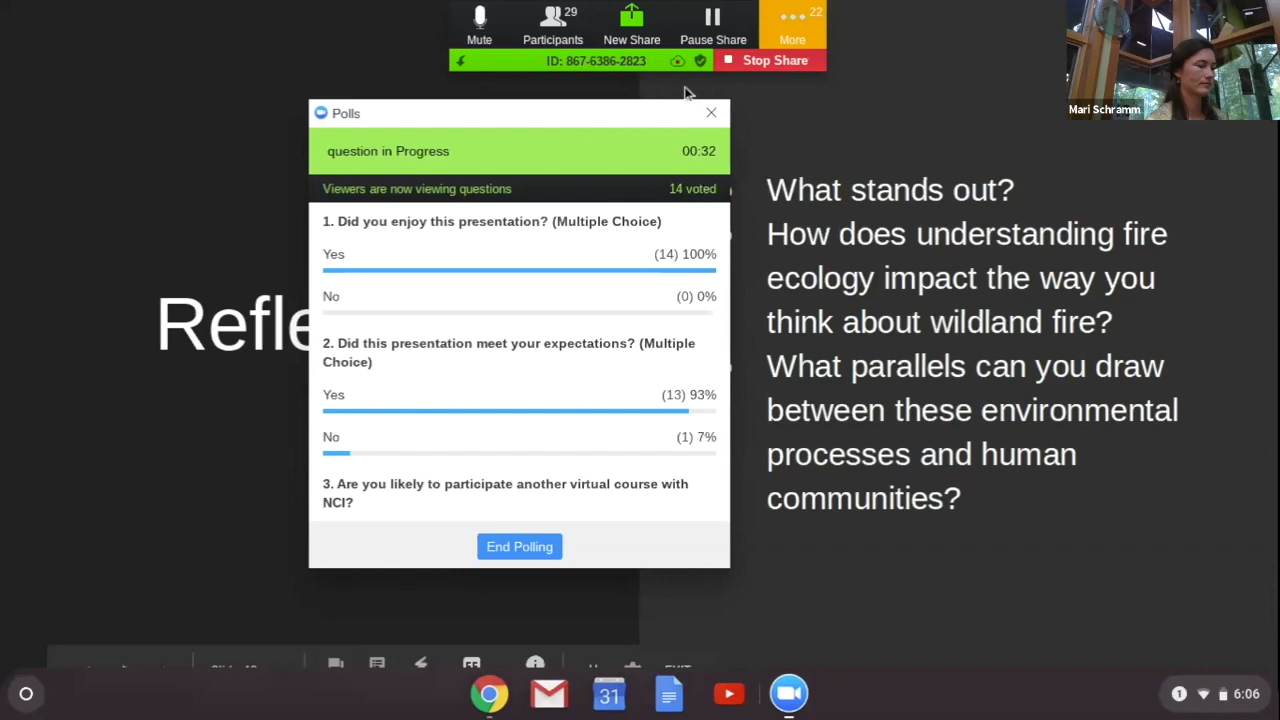 29
22
Mute
Participants
New Share
Pause Share
More
ID: 867-6386-2823
Stop Share
Mari Schramm
Polls
question in Progress
00:32
Viewers are now viewing questions
14 voted
1. Did you enjoy this presentation? (Multiple Choice)
Yes
(14) 100%
No
(0) 0%
2. Did this presentation meet your expectations? (Multiple
Choice)
Yes
(13) 93%
No
(1) 7%
3. Are you likely to participate another virtual course with
NCI?
End Polling
Refle
What stands out?
How does understanding fire
ecology impact the way you
think about wildland fire?
What parallels can you draw
between these environmental
processes and human
communities?
31
1
6:06